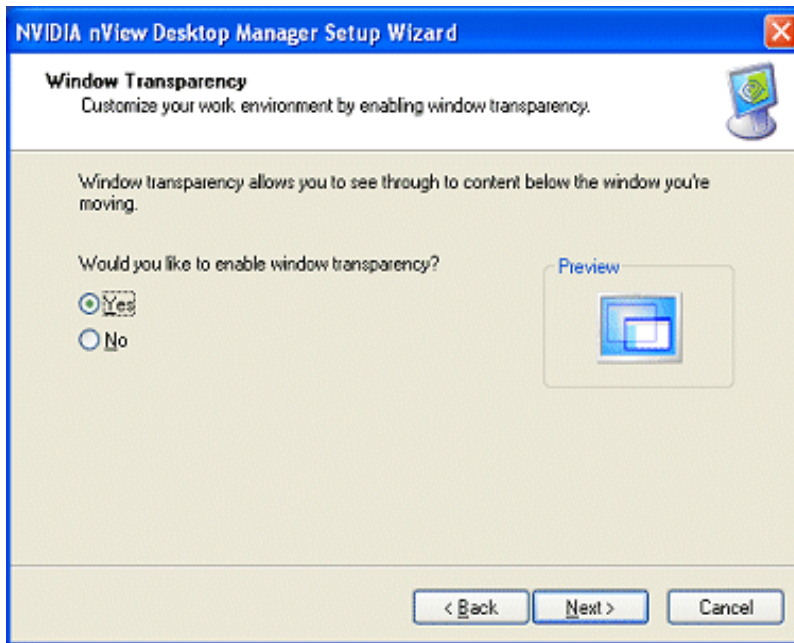 NVIDIA nView Desktop Manager Setup Wizard
Window Transparency
Customize your work environment by enabling window transparency.
Window transparency allows you to see through to content below the window you're
moving.
Would you like to enable window transparency?
Preview
Yes
No
< Back
Next >
Cancel